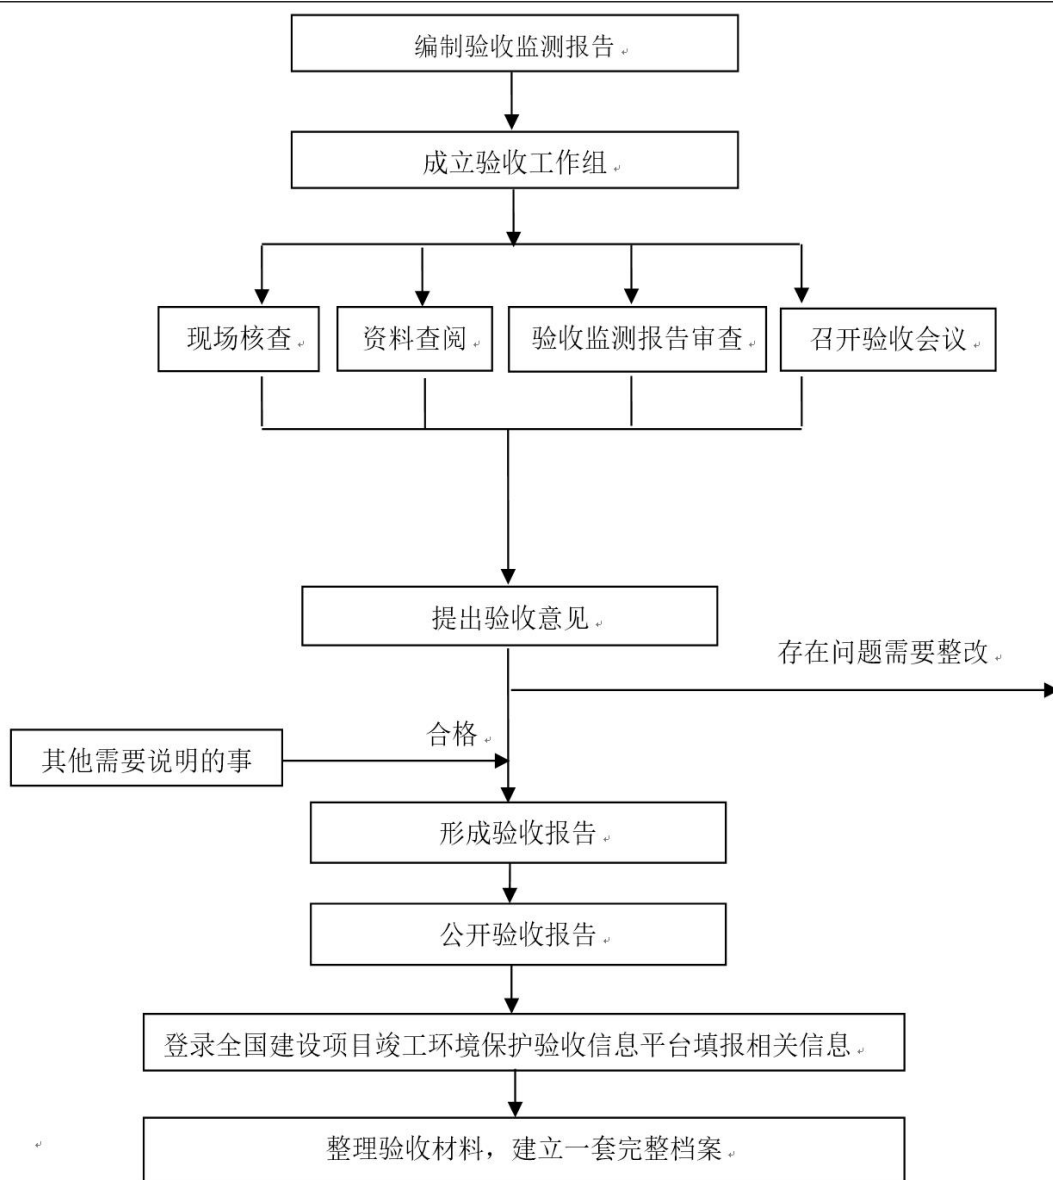 编制验收监测报告
成立验收工作组
现场核查
资料查阅
验收监测报告审查
召开验收会议
提出验收意见
存在问题需要整改
合格
其他需要说明的事
形成验收报告
公开验收报告
登录全国建设项目竣工环境保护验收信息平台填报相关信息
整理验收材料，建立一套完整档案